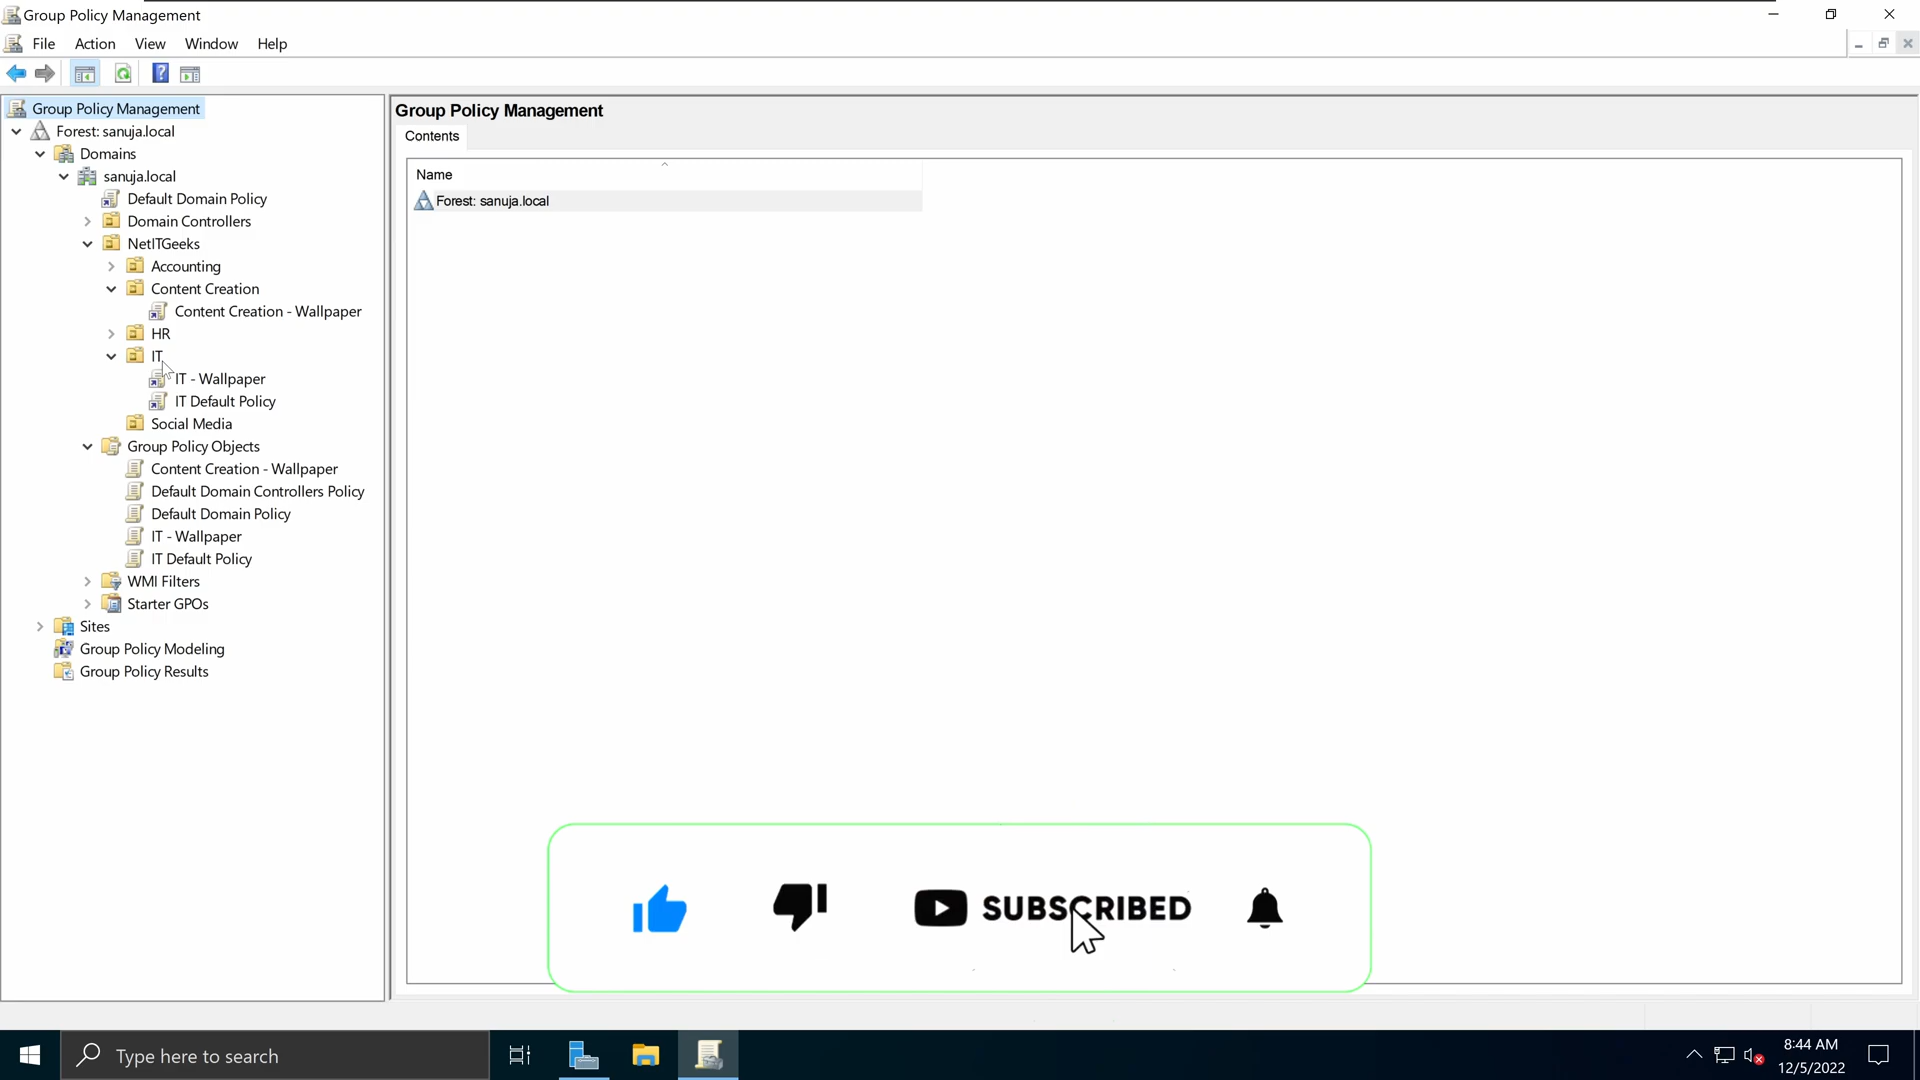 Group Policy Management
File Action View Window Help
Group Policy Management
Forest: sanuja.local
Domains
sanuja.local
Default Domain Policy
Domain Controllers
NetITGeeks
Accounting
Content Creation
Content Creation - Wallpaper
HR
IT
IT - Wallpaper
IT Default Policy
Social Media
Group Policy Objects
Content Creation - Wallpaper
Default Domain Controllers Policy
Default Domain Policy
IT - Wallpaper
IT Default Policy
WMI Filters
Starter GPOs
Sites
Group Policy Modeling
Group Policy Results
Group Policy Management
Contents
Name
Forest: sanuja.local
SUBSCRIBED
Type here to search
8:44 AM
12/5/2022